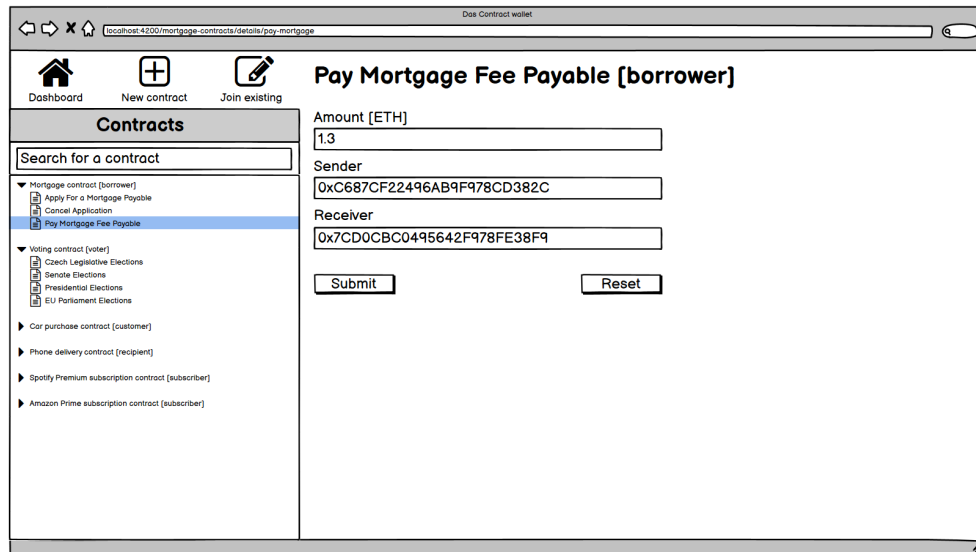 Das Contract wallet
localhost:4200/mortgage-contracts/details/pay-mortgage
Dashboard
New contract
Join existing
Contracts
Search for a contract
Mortgage contract [borrower]
Apply For a Mortgage Payable
Cancel Application
Pay Mortgage Fee Payable
Voting contract [voter]
Czech Legislative Elections
Senate Elections
Presidential Elections
EU Parliament Elections
Car purchase contract [customer]
Phone delivery contract [recipient]
Spotify Premium subscription contract [subscriber]
Amazon Prime subscription contract [subscriber]
Pay Mortgage Fee Payable [borrower]
Amount [ETH]
1.3
Sender
0xC687CF22496AB9F978CD382C
Receiver
0x7CD0CBC0495642F978FE38F9
Submit
Reset